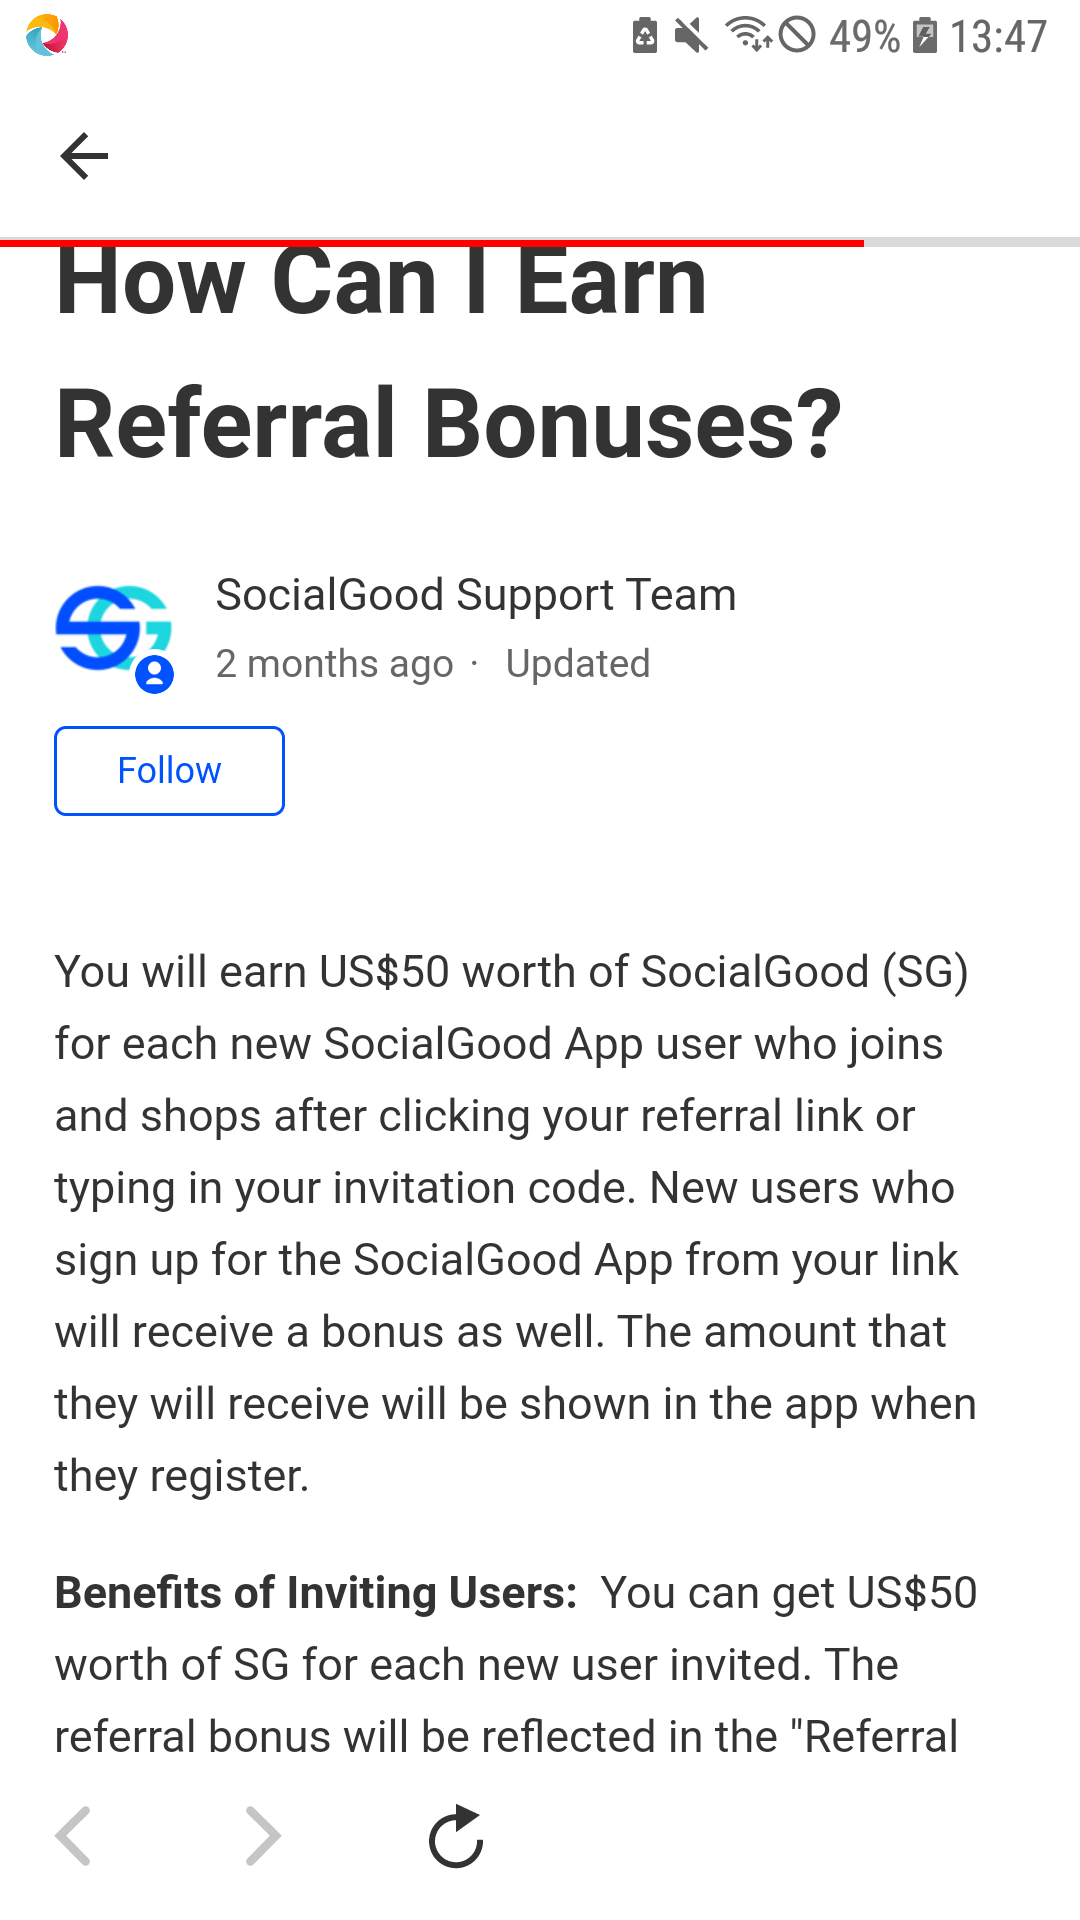 49% 13:47
How Can I Earn
Referral Bonuses?
SocialGood Support Team
2 months ago · Updated
Follow
You will earn US$50 worth of SocialGood (SG)
for each new SocialGood App user who joins
and shops after clicking your referral link or
typing in your invitation code. New users who
sign up for the SocialGood App from your link
will receive a bonus as well. The amount that
they will receive will be shown in the app when
they register.
Benefits of Inviting Users: You can get US$50
worth of SG for each new user invited. The
referral bonus will be reflected in the "Referral